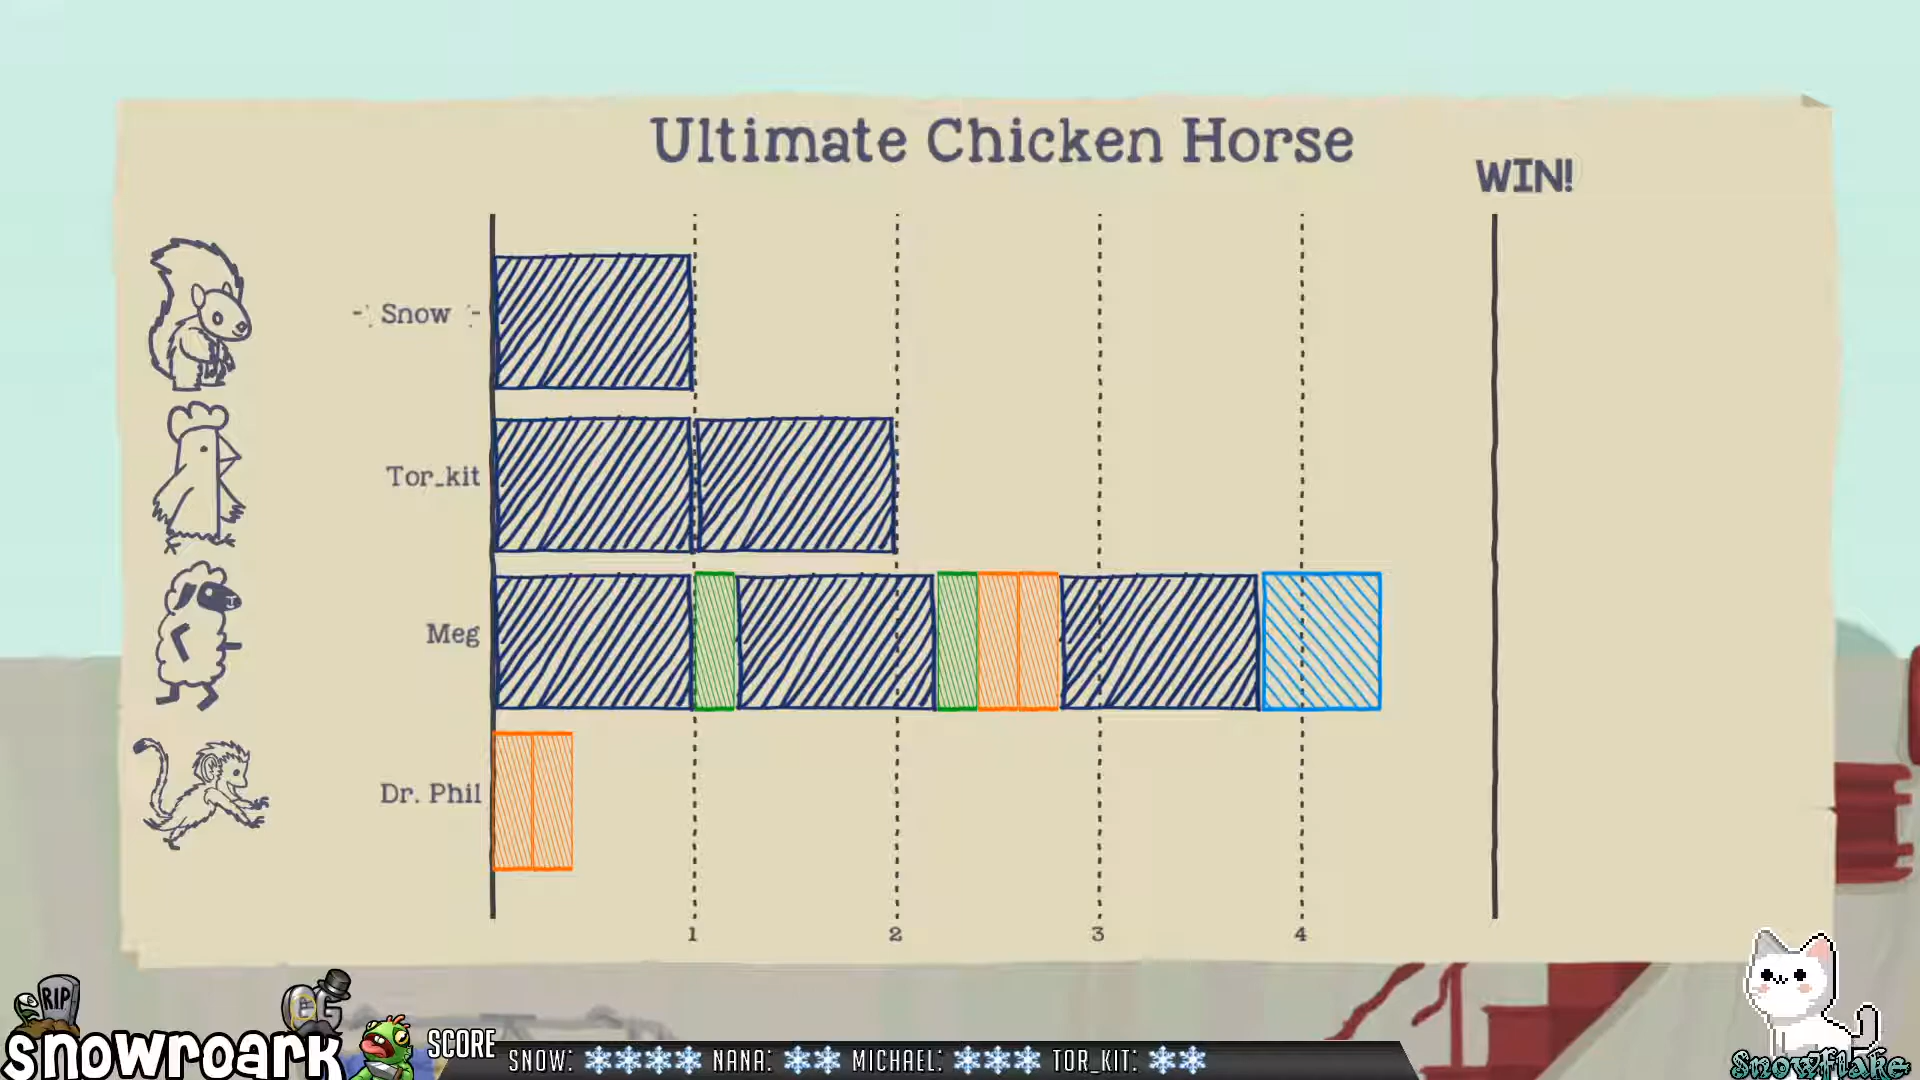 Ultimate Chicken Horse
WIN!
Snow
Tor_kit
Meg
Dr. Phil
1 2 3 4
RIP
snowroark
SCORE
SNOW: NANA: MICHAEL: TOR_KIT:
Snowflake